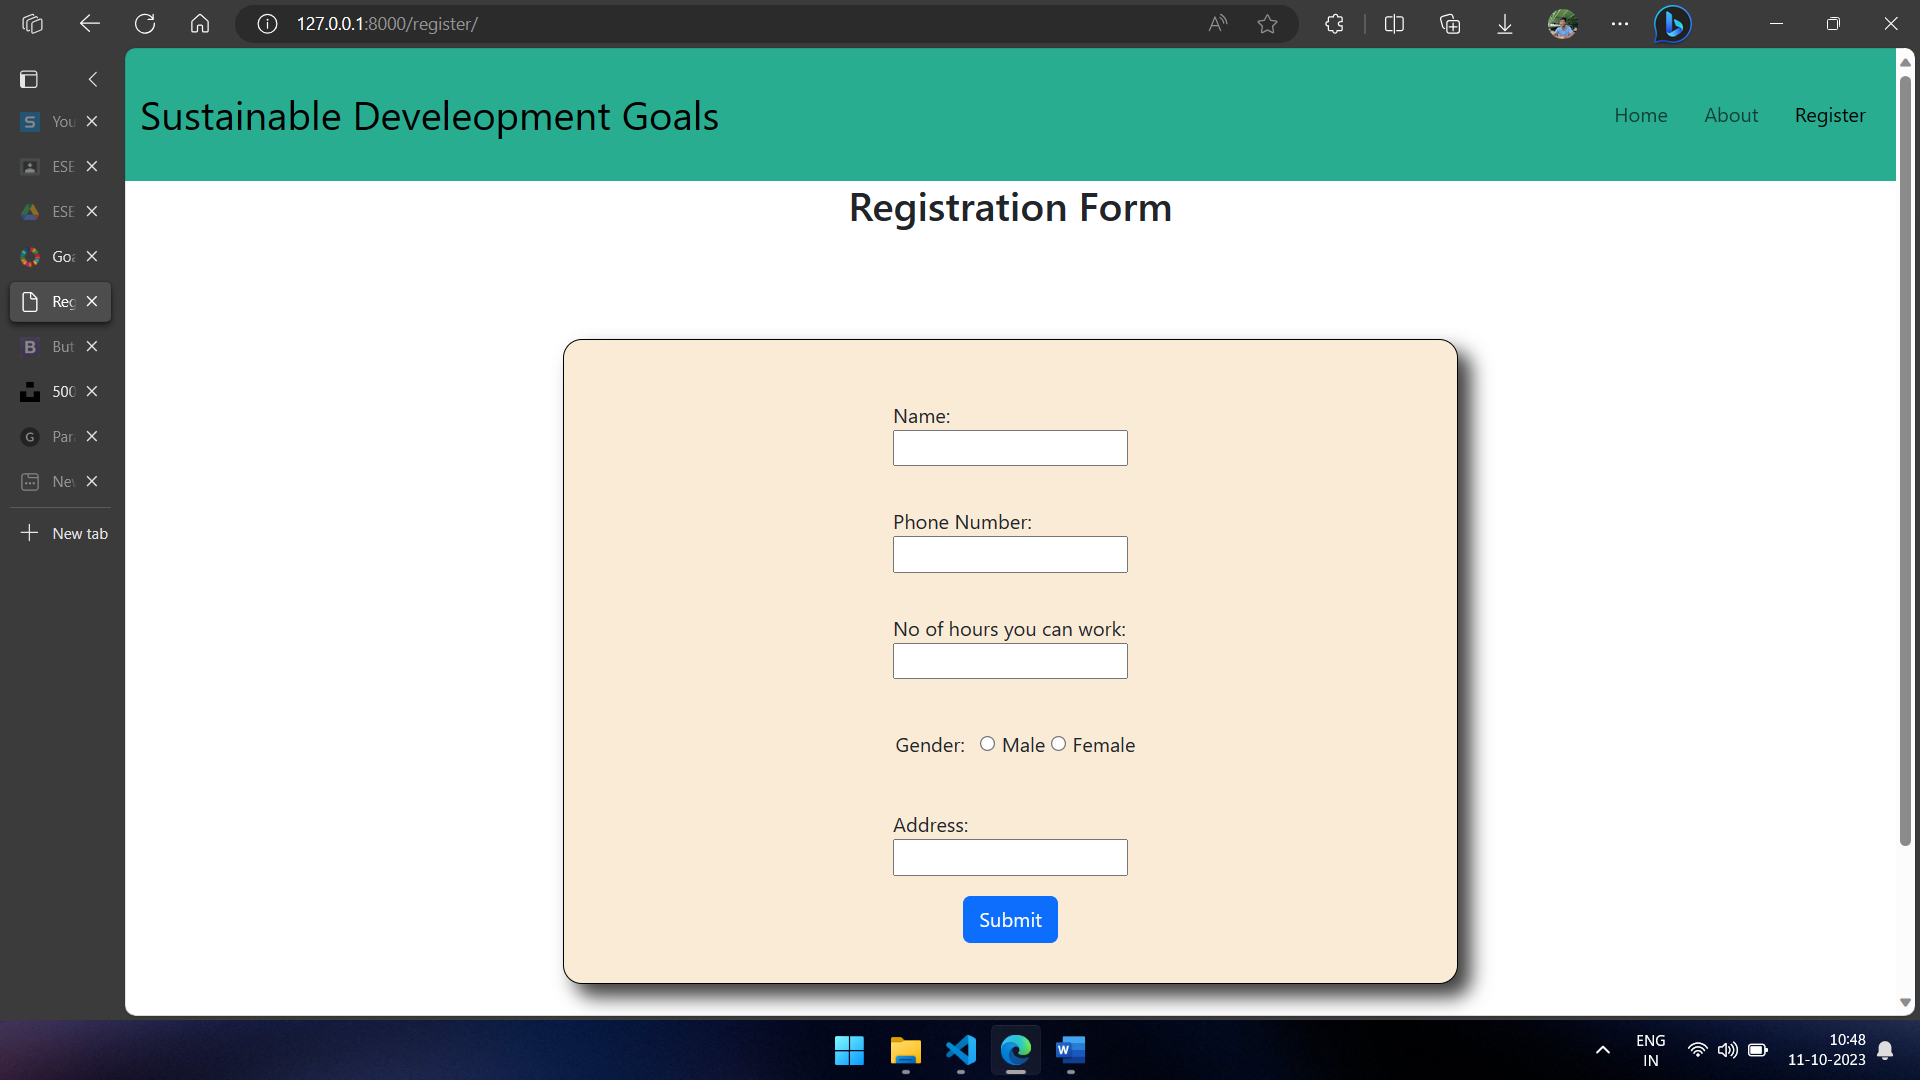 127.0.0.1:8000/register/
You
ESE
ESE
Goa
Reg
But
500
Par
New
New tab
Sustainable Develeopment Goals
Home About Register
Registration Form
Name:
Phone Number:
No of hours you can work:
Gender: Male Female
Address:
Submit
ENG
IN
10:48
11-10-2023